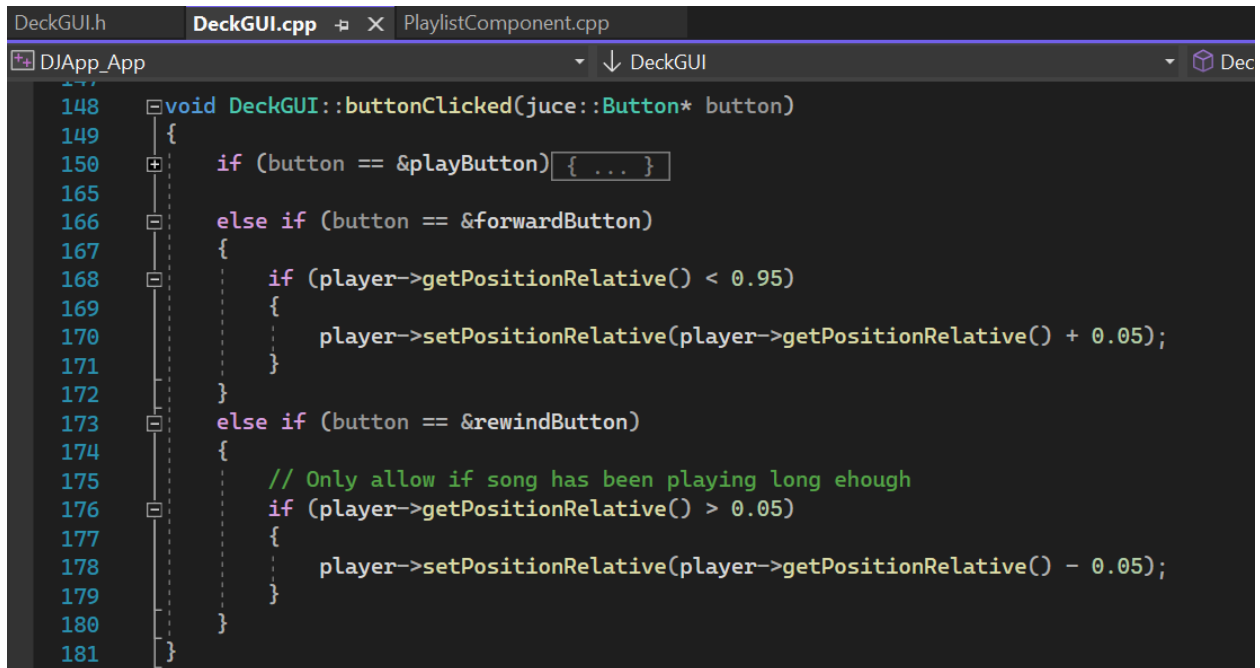 DeckGUI.h DeckGUI.cpp PlaylistComponent.cpp
DJApp_App DeckGUI Dec
147
148 void DeckGUI::buttonClicked(juce::Button* button)
149 {
150 if (button == &playButton) { ... }
165
166 else if (button == &forwardButton)
167 {
168 if (player->getPositionRelative() < 0.95)
169 {
170 player->setPositionRelative(player->getPositionRelative() + 0.05);
171 }
172 }
173 else if (button == &rewindButton)
174 {
175 // Only allow if song has been playing long ehough
176 if (player->getPositionRelative() > 0.05)
177 {
178 player->setPositionRelative(player->getPositionRelative() - 0.05);
179 }
180 }
181 }